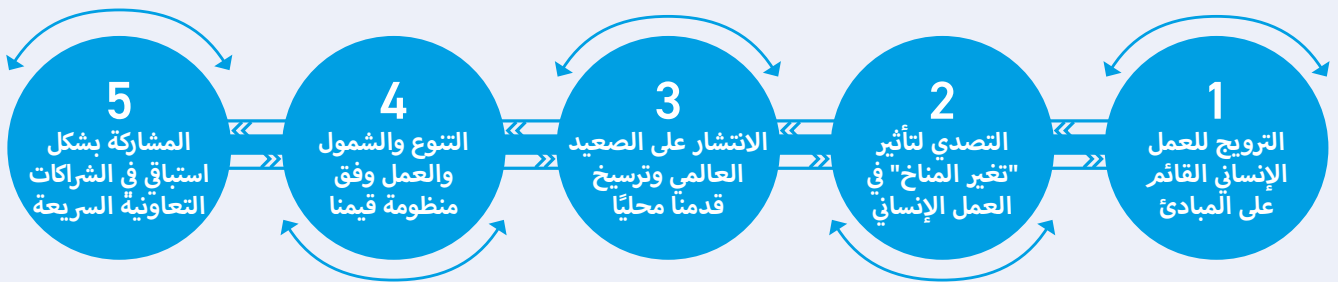 1
الترويج للعمل
الإنساني القائم
على المبادئ
2
التصدي لتأثير
"تغير المناخ" في
العمل الإنساني
3
الانتشار على الصعيد
العالمي وترسيخ
قدمنا محليًا
4
التنوع والشمول
والعمل وفق
منظومة قيمنا
5
المشاركة بشكل
استباقي في الشراكات
التعاونية السريعة